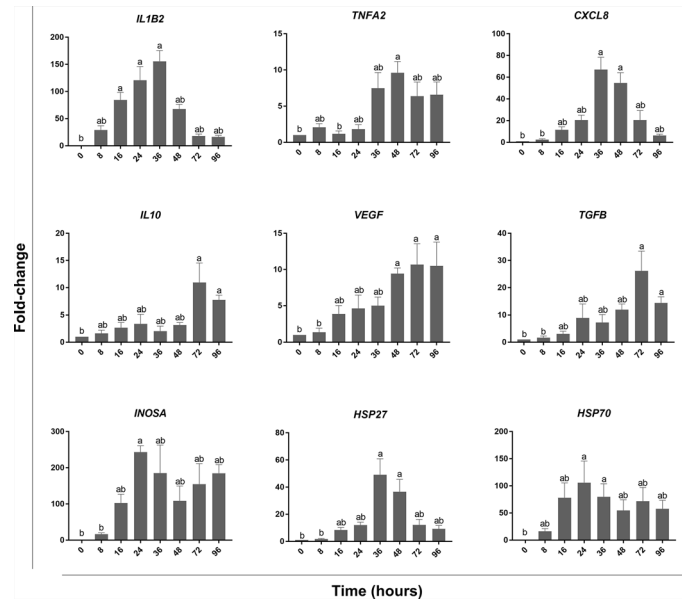 IL1B2
200
150
100
50
0
b
ab
a
a
a
ab
ab
ab
0
8
16
24
36
48
72
96
TNFA2
15
10
5
0
b
ab
b
ab
ab
a
ab
ab
0
8
16
24
36
48
72
96
CXCL8
100
80
60
40
20
0
b
b
ab
ab
a
a
ab
ab
0
8
16
24
36
48
72
96
IL10
20
15
10
5
0
b
ab
ab
ab
ab
ab
a
a
0
8
16
24
36
48
72
96
VEGF
15
10
5
0
b
b
ab
ab
ab
a
a
a
0
8
16
24
36
48
72
96
TGFB
40
30
20
10
0
b
b
ab
ab
ab
ab
a
a
0
8
16
24
36
48
72
96
INOSA
300
200
100
0
b
b
ab
a
ab
ab
ab
ab
0
8
16
24
36
48
72
96
HSP27
80
60
40
20
0
b
b
ab
ab
a
a
ab
ab
0
8
16
24
36
48
72
96
HSP70
200
150
100
50
0
b
ab
ab
a
a
ab
ab
ab
0
8
16
24
36
48
72
96
Fold-change
Time (hours)